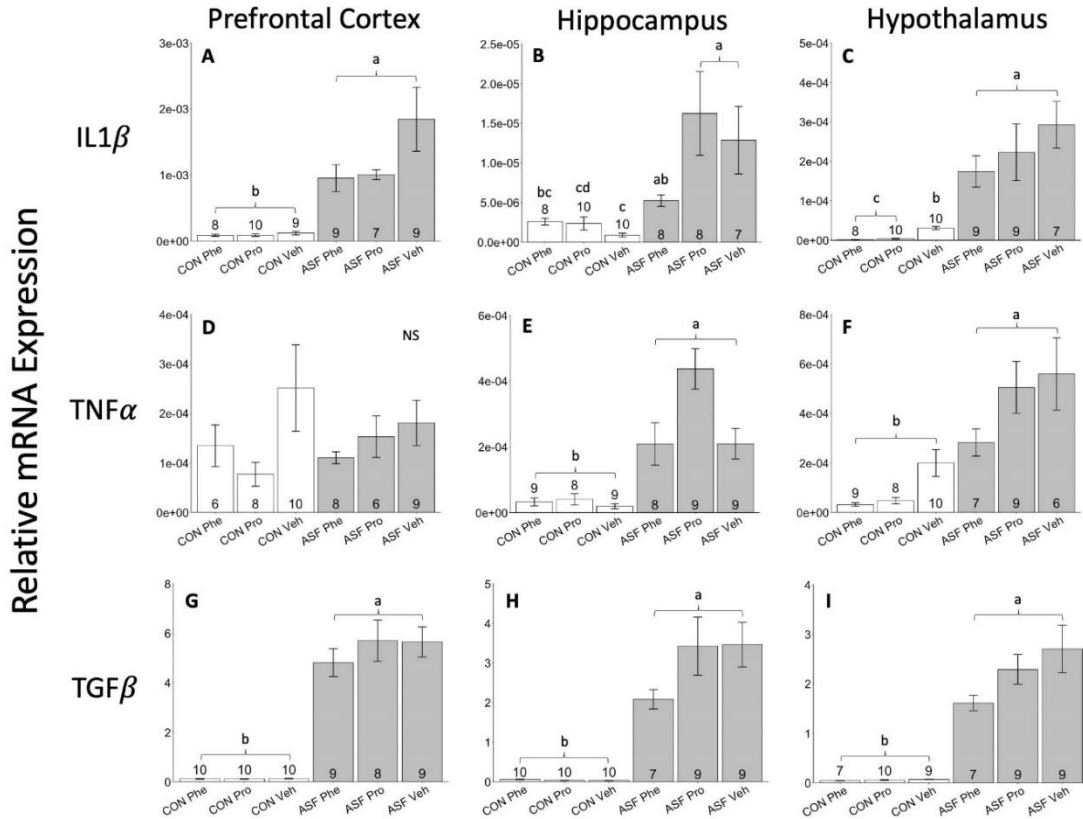 Prefrontal Cortex Hippocampus Hypothalamus
Relative mRNA Expression
IL1β
A
3e-03
2e-03
1e-03
0e+00
a
b
8 10 9 9 7 9
CON Phe CON Pro CON Veh ASF Phe ASF Pro ASF Veh
B
2.5e-05
2.0e-05
1.5e-05
1.0e-05
5.0e-06
0.0e+00
a
bc cd c ab
8 10 10 8 8 7
CON Phe CON Pro CON Veh ASF Phe ASF Pro ASF Veh
C
5e-04
4e-04
3e-04
2e-04
1e-04
0e+00
a
c b
8 10 10 9 9 7
CON Phe CON Pro CON Veh ASF Phe ASF Pro ASF Veh
TNFα
D
4e-04
3e-04
2e-04
1e-04
0e+00
NS
6 8 10 8 6 9
CON Phe CON Pro CON Veh ASF Phe ASF Pro ASF Veh
E
6e-04
4e-04
2e-04
0e+00
a
b
9 8 9 8 9 9
CON Phe CON Pro CON Veh ASF Phe ASF Pro ASF Veh
F
8e-04
6e-04
4e-04
2e-04
0e+00
a
b
9 8 10 7 9 6
CON Phe CON Pro CON Veh ASF Phe ASF Pro ASF Veh
TGFβ
G
8
6
4
2
0
a
b
10 10 10 9 8 9
CON Phe CON Pro CON Veh ASF Phe ASF Pro ASF Veh
H
5
4
3
2
1
0
a
b
10 10 10 7 9 9
CON Phe CON Pro CON Veh ASF Phe ASF Pro ASF Veh
I
4
3
2
1
0
a
b
7 10 9 9 9 9
CON Phe CON Pro CON Veh ASF Phe ASF Pro ASF Veh